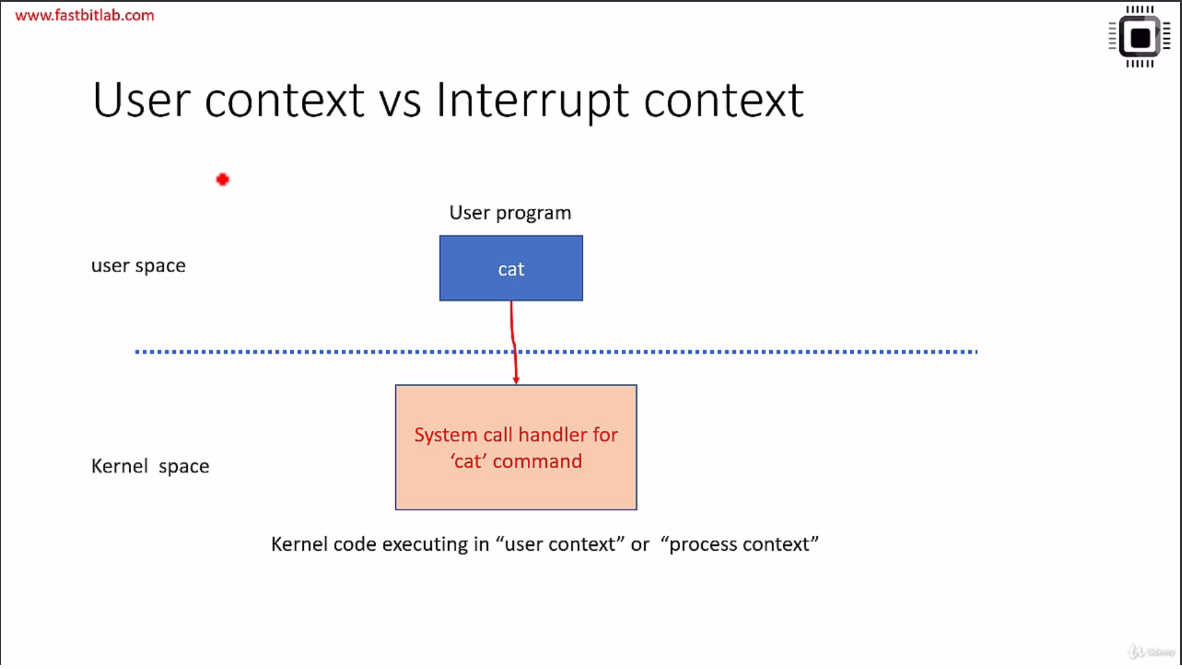 www.fastbitlab.com
User context vs Interrupt context
User program
user space
cat
System call handler for
‘cat’ command
Kernel space
Kernel code executing in “user context” or “process context”
Udemy